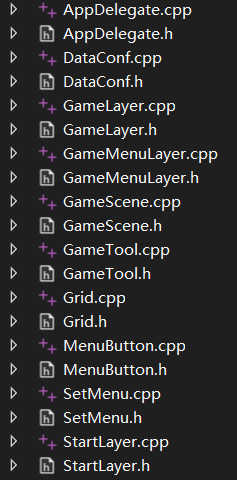 AppDelegate.cpp
AppDelegate.h
DataConf.cpp
DataConf.h
GameLayer.cpp
GameLayer.h
GameMenuLayer.cpp
GameMenuLayer.h
GameScene.cpp
GameScene.h
GameTool.cpp
GameTool.h
Grid.cpp
Grid.h
MenuButton.cpp
MenuButton.h
SetMenu.cpp
SetMenu.h
StartLayer.cpp
StartLayer.h